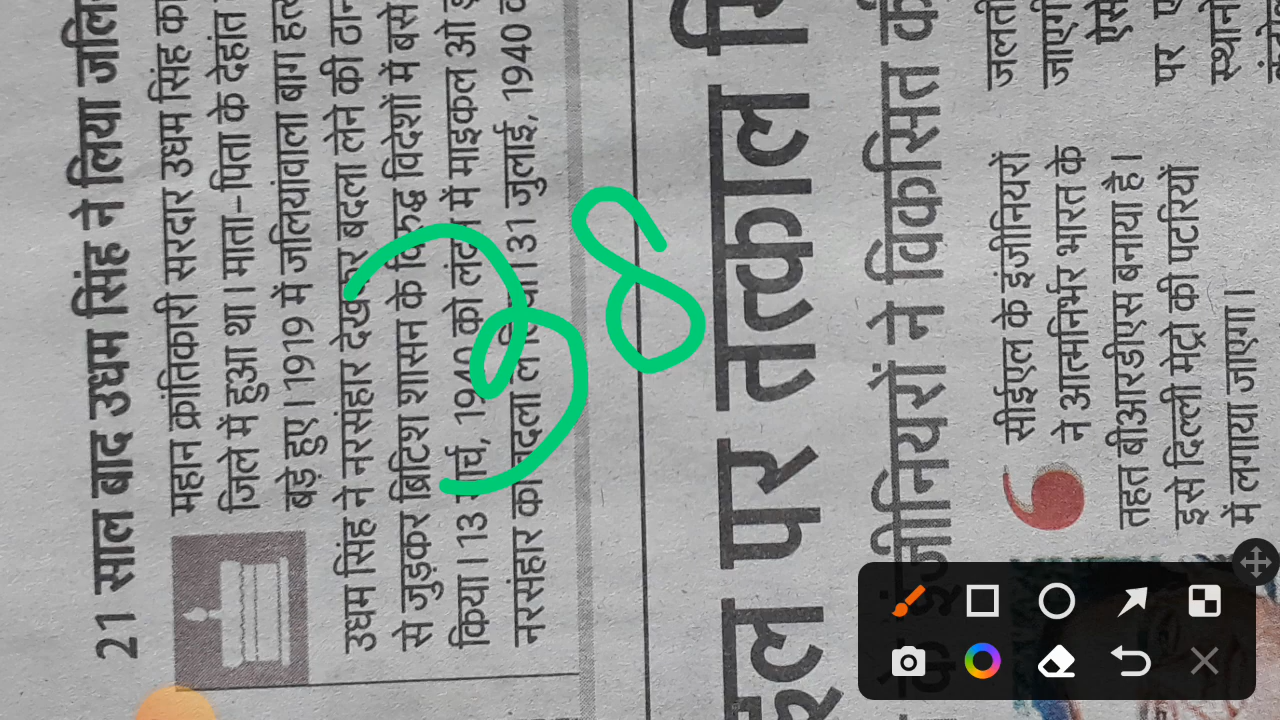 21 साल बाद उधम सिंह ने लिया
महान क्रांतिकारी सरदार उधम सिंह का
जिले में हुआ था। माता-पिता के देहांत
बड़े हुए। 1919 में जलियांवाला बाग
उधम सिंह ने नरसंहार देखकर बदला लेने की
से जुड़कर ब्रिटिश शासन के विरुद्ध विदेशों में बसे
किया। 13 मार्च, 1940 को लंदन में माइकल ओ
नरसंहार का बदला ले लिया। 31 जुलाई, 1940
38
पर तत्काल
इंजीनियरों ने विकसित
सीईएल के इंजीनियरों
ने आत्मनिर्भर भारत के
तहत बीआरडीएस बनाया है।
इसे दिल्ली मेट्रो की पटरियों
में लगाया जाएगा।
पर